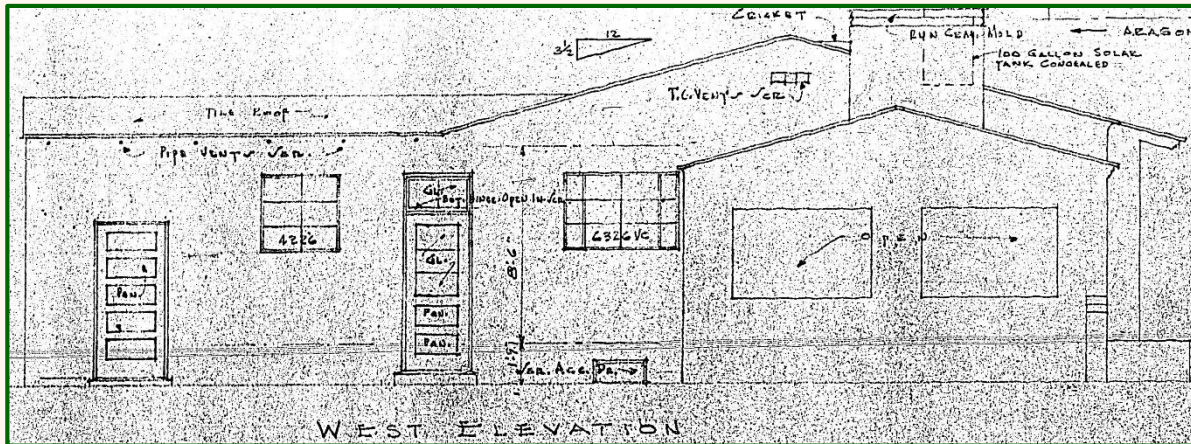 CRICKET
RUN CEM. MOLD
ARAGON
100 GALLON SOLAR
TANK CONCEALED
12
3½
T.C. VENTS SCR.
TILE ROOF
PIPE VENTS SCR.
GL.
BOT. HINGE-OPEN IN-SCR.
4226
6326 VC
OPEN
8'-6"
GL.
PAN.
PAN.
PAN.
SCR. ACC. DR.
WEST ELEVATION